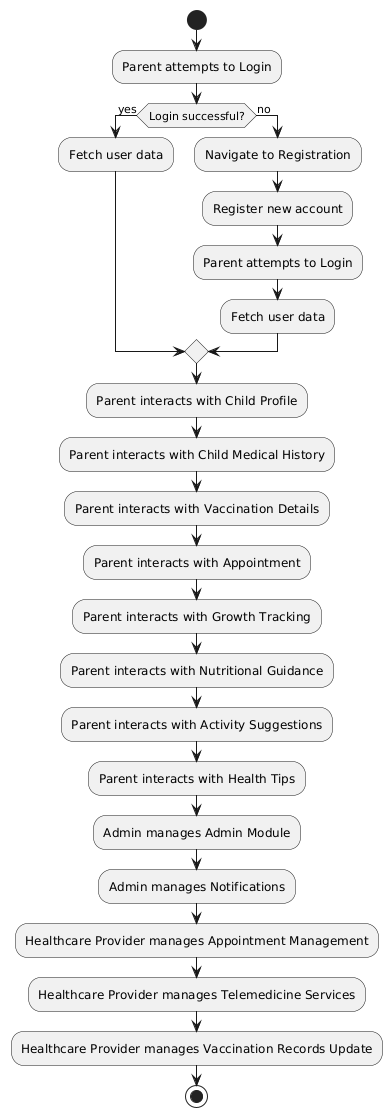 Parent attempts to Login
yes
Login successful?
no
Fetch user data
Navigate to Registration
Register new account
Parent attempts to Login
Fetch user data
Parent interacts with Child Profile
Parent interacts with Child Medical History
Parent interacts with Vaccination Details
Parent interacts with Appointment
Parent interacts with Growth Tracking
Parent interacts with Nutritional Guidance
Parent interacts with Activity Suggestions
Parent interacts with Health Tips
Admin manages Admin Module
Admin manages Notifications
Healthcare Provider manages Appointment Management
Healthcare Provider manages Telemedicine Services
Healthcare Provider manages Vaccination Records Update